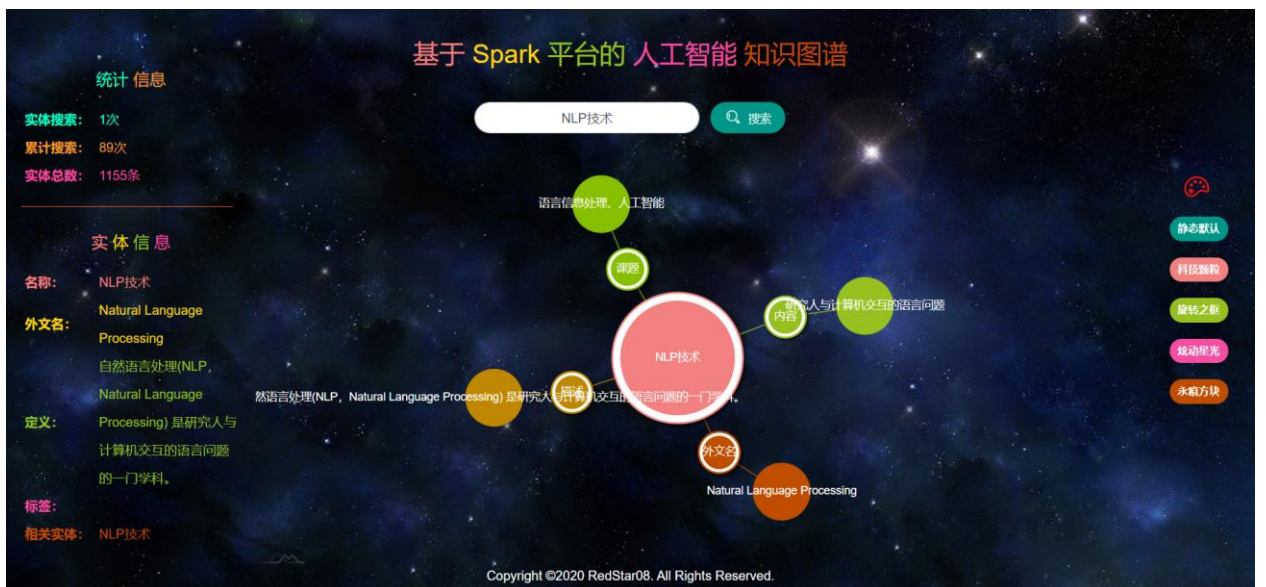 基于 Spark 平台的 人工智能 知识图谱
统计 信息
实体搜索： 1次
累计搜索： 89次
实体总数： 1155条
实 体 信 息
名称： NLP技术
外文名： Natural Language
Processing
定义： 自然语言处理(NLP,
Natural Language
Processing) 是研究人与
计算机交互的语言问题
的一门学科。
标签：
相关实体： NLP技术
NLP技术
搜索
语言信息处理、人工智能
课题
研究人与计算机交互的语言问题
内容
NLP技术
描述
然语言处理(NLP，Natural Language Processing) 是研究人与计算机交互的语言问题的一门学科。
外文名
Natural Language Processing
静态默认
科技颗粒
旋转之框
炫动星光
永痕方块
Copyright ©2020 RedStar08. All Rights Reserved.